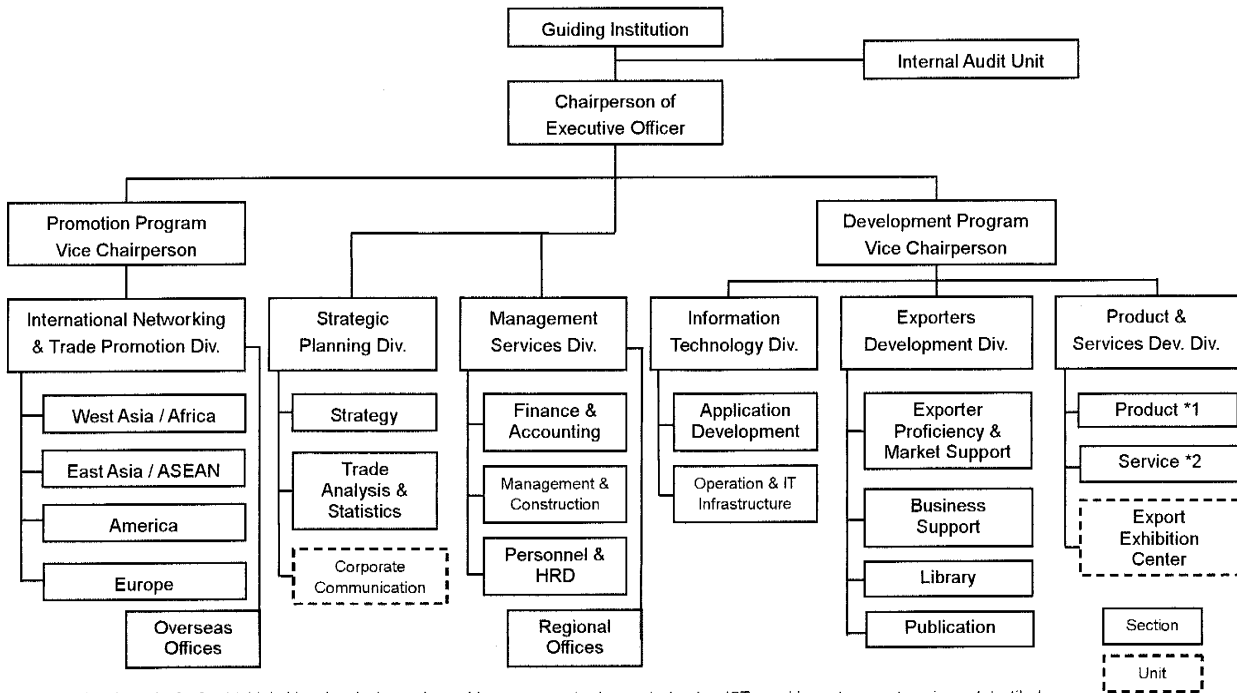 Guiding Institution
Internal Audit Unit
Chairperson of
Executive Officer
Promotion Program
Vice Chairperson
Development Program
Vice Chairperson
International Networking
& Trade Promotion Div.
Strategic
Planning Div.
Management
Services Div.
Information
Technology Div.
Exporters
Development Div.
Product &
Services Dev. Div.
West Asia / Africa
East Asia / ASEAN
America
Europe
Overseas
Offices
Strategy
Trade
Analysis &
Statistics
Corporate
Communication
Finance &
Accounting
Management &
Construction
Personnel &
HRD
Regional
Offices
Application
Development
Operation & IT
Infrastructure
Exporter
Proficiency &
Market Support
Business
Support
Library
Publication
Product *1
Service *2
Export
Exhibition
Center
Section
Unit